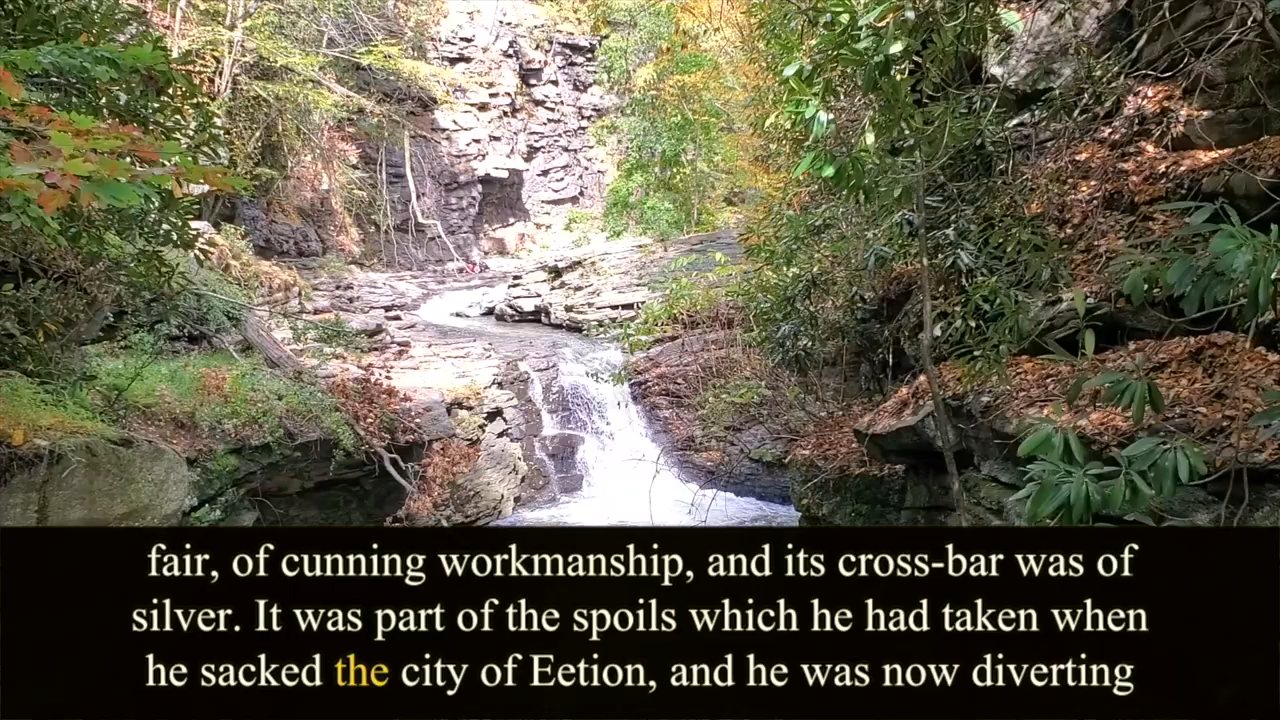 fair, of cunning workmanship, and its cross-bar was of
silver. It was part of the spoils which he had taken when
he sacked the city of Eetion, and he was now diverting